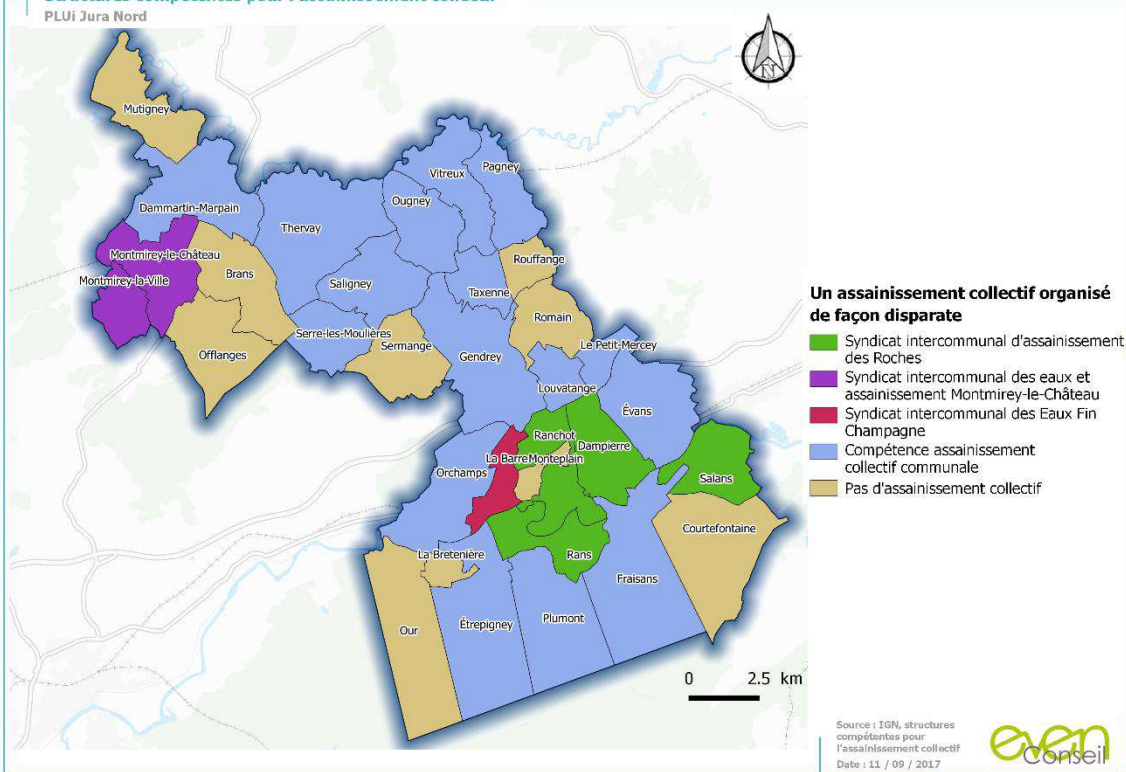 PLUi Jura Nord
N
Mutigney
Pagney
Vitreux
Ougney
Dammartin-Marpain
Thervay
Montmirey-le-Château
Rouffange
Brans
Montmirey-la-Ville
Saligney
Taxenne
Romain
Serre-les-Moulières
Le Petit-Mercey
Sermange
Offlanges
Gendrey
Louvatange
Évans
Ranchot
Dampierre
La Barre
Monteplain
Orchamps
Salans
Courtefontaine
La Bretenière
Rans
Fraisans
Plumont
Étrepigney
Our
0 2.5 km
Un assainissement collectif organisé
de façon disparate
Syndicat intercommunal d'assainissement
des Roches
Syndicat intercommunal des eaux et
assainissement Montmirey-le-Château
Syndicat intercommunal des Eaux Fin
Champagne
Compétence assainissement
collectif communale
Pas d'assainissement collectif
Source : IGN, structures
compétentes pour
l'assainissement collectif
Date : 11 / 09 / 2017
even
Conseil